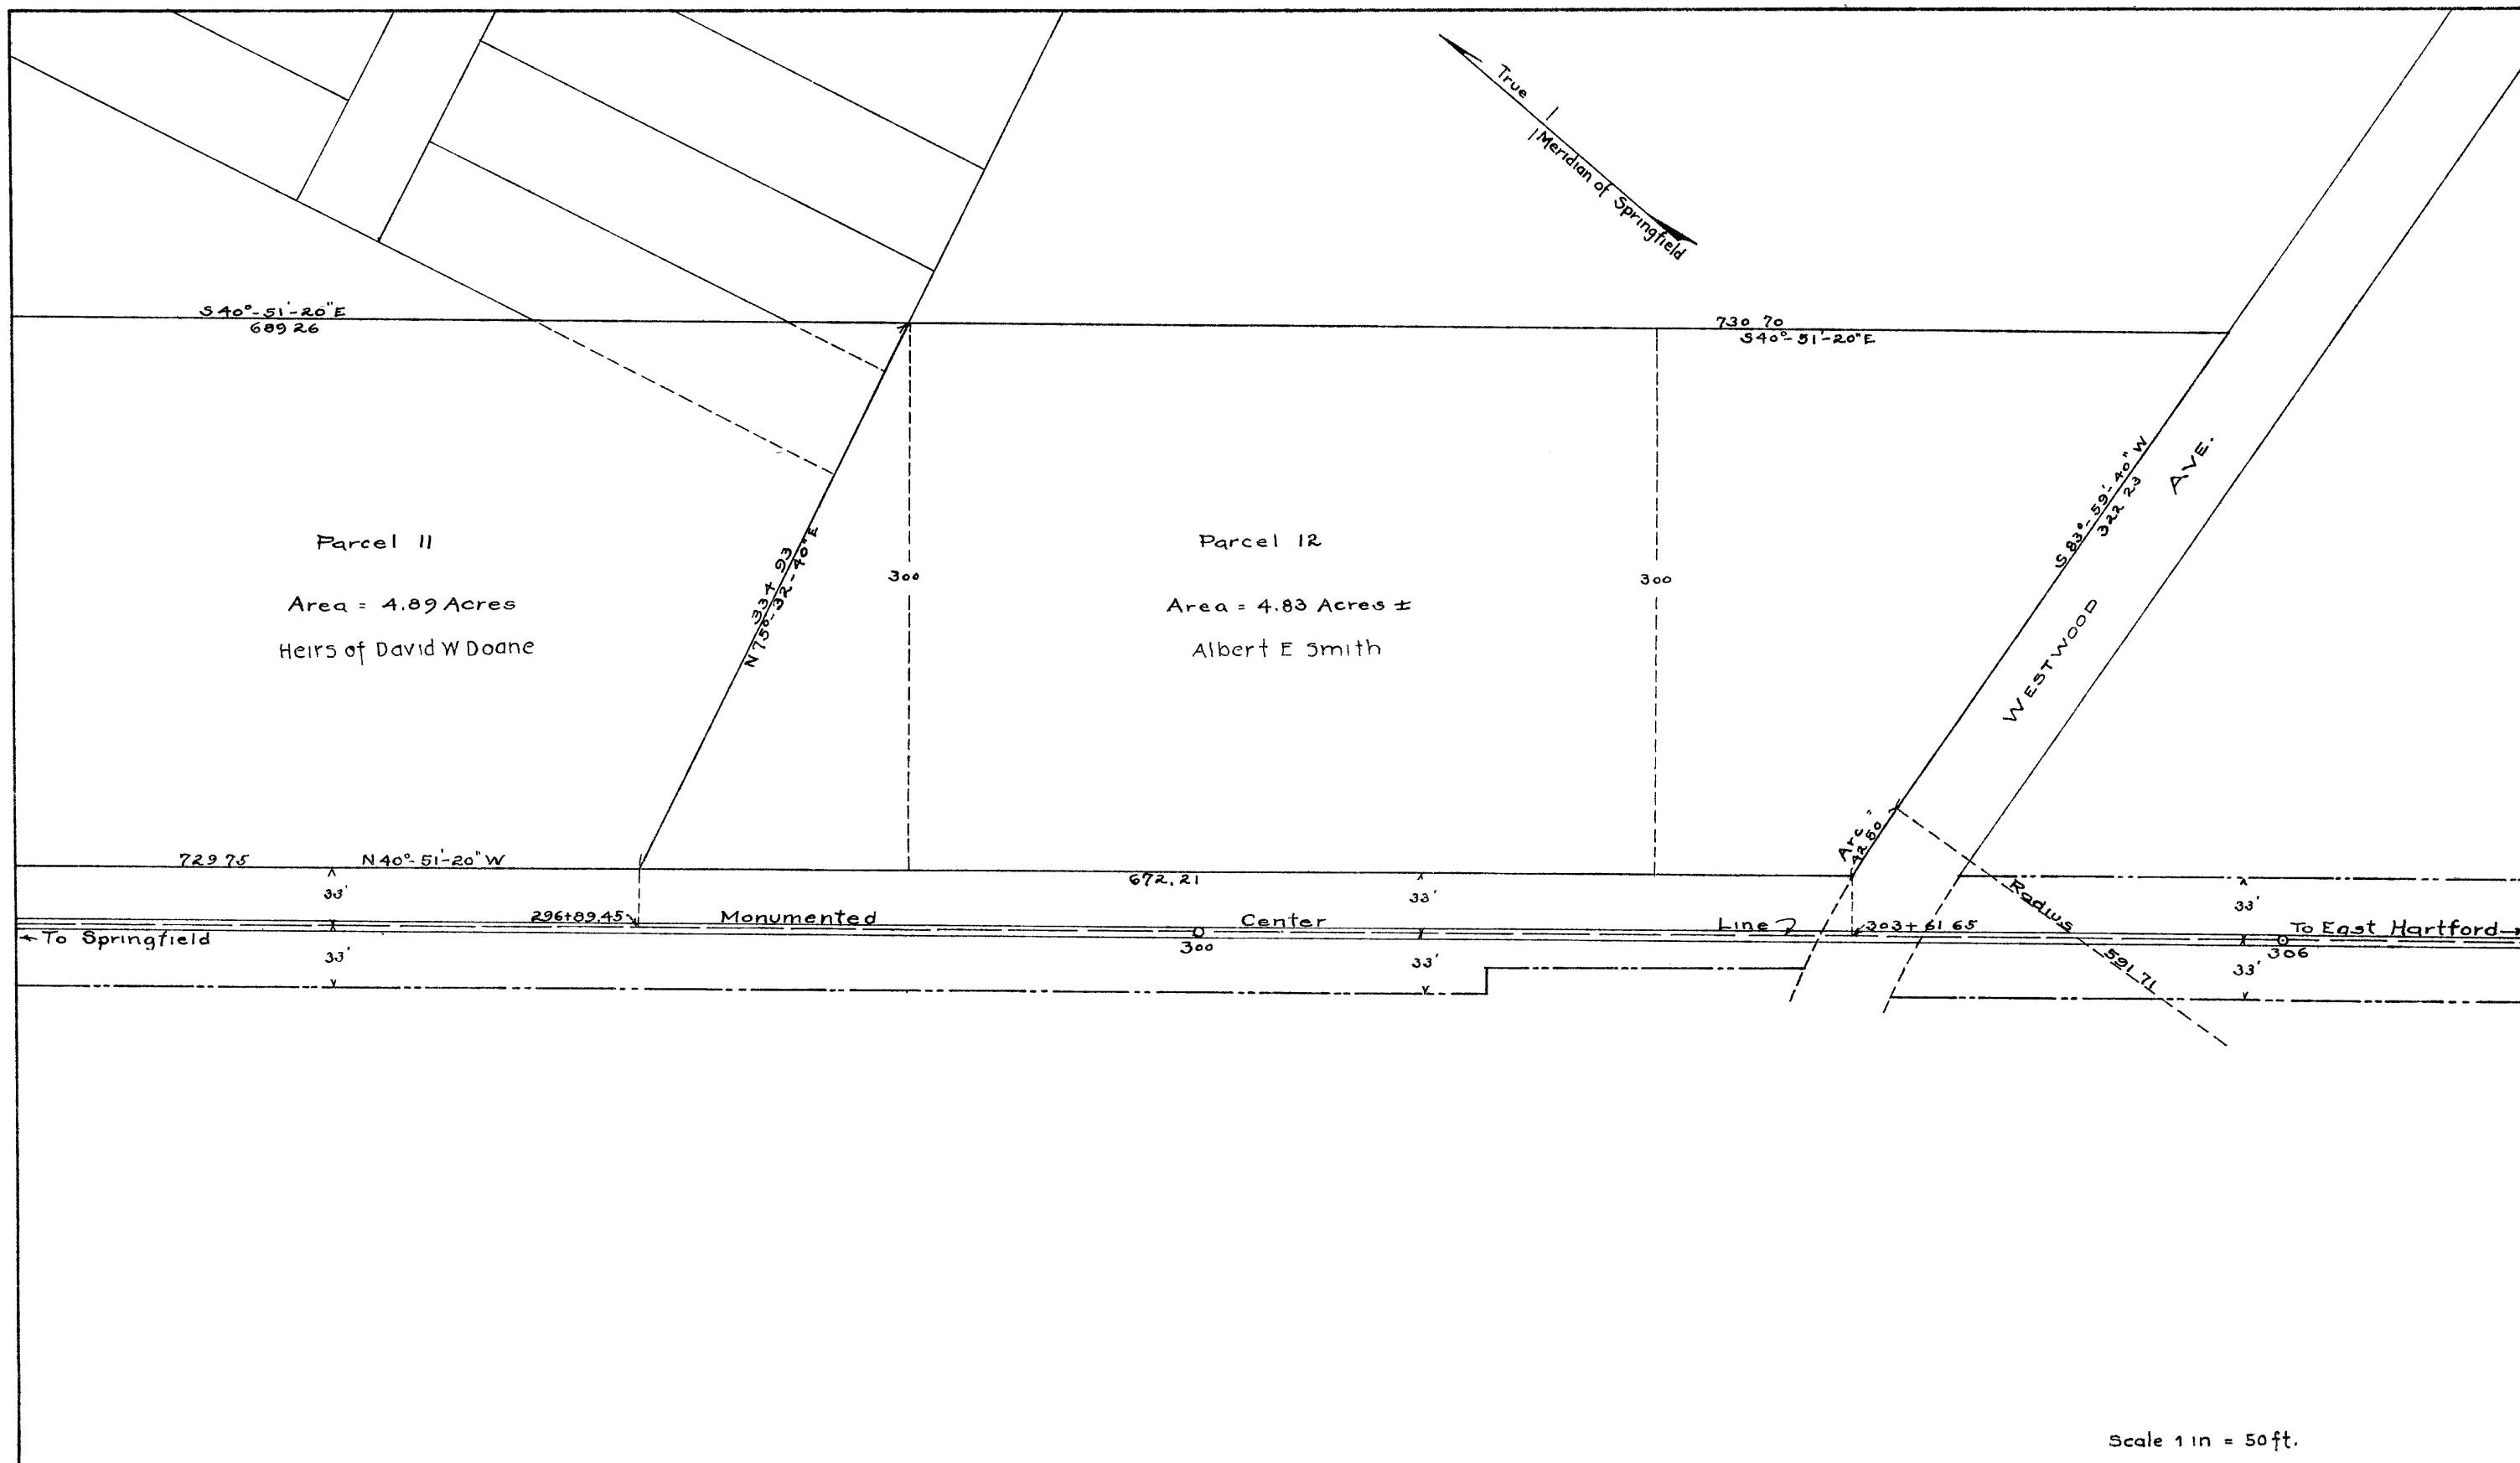 True
Meridian of Springfield
S 40°-51'-20" E
689 26
730 70
S 40°-51'-20" E
S 83°-59'-40" W
322 23
WESTWOOD AVE.
Parcel 11
Area = 4.89 Acres
Heirs of David W Doane
334 93
N 75°-32'-40" E
300
Parcel 12
Area = 4.83 Acres ±
Albert E Smith
300
Arc =
42 50
729 75
N 40°-51'-20" W
672.21
33'
33'
33'
Radius
591.71
296+89.45
Monumented Center Line
303+61 65
← To Springfield
To East Hartford →
300
306
33'
33'
33'
Scale 1 in = 50 ft.